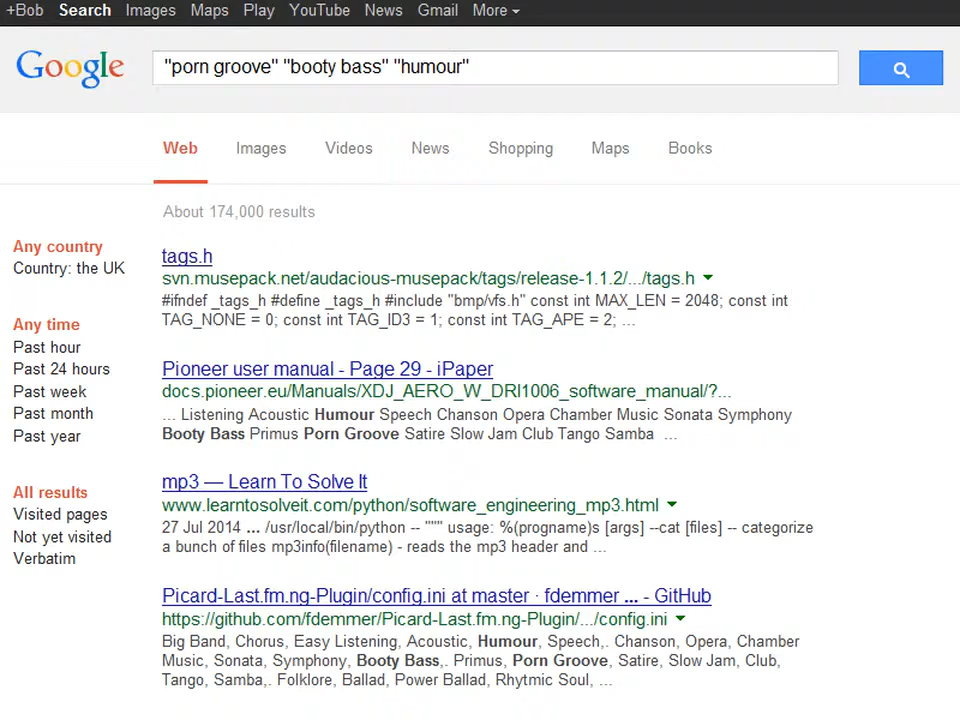 +Bob Search Images Maps Play YouTube News Gmail More
Google "porn groove" "booty bass" "humour"
Web Images Videos News Shopping Maps Books
About 174,000 results
Any country
Country: the UK
Any time
Past hour
Past 24 hours
Past week
Past month
Past year
All results
Visited pages
Not yet visited
Verbatim
tags.h
svn.musepack.net/audacious-musepack/tags/release-1.1.2/.../tags.h
#ifndef _tags_h #define _tags_h #include "bmp/vfs.h" const int MAX_LEN = 2048; const int
TAG_NONE = 0; const int TAG_ID3 = 1; const int TAG_APE = 2; ...
Pioneer user manual - Page 29 - iPaper
docs.pioneer.eu/Manuals/XDJ_AERO_W_DRI1006_software_manual/?...
... Listening Acoustic Humour Speech Chanson Opera Chamber Music Sonata Symphony
Booty Bass Primus Porn Groove Satire Slow Jam Club Tango Samba ...
mp3 — Learn To Solve It
www.learntosolveit.com/python/software_engineering_mp3.html
27 Jul 2014 ... /usr/local/bin/python -- """ usage: %(progname)s [args] --cat [files] -- categorize
a bunch of files mp3info(filename) - reads the mp3 header and ...
Picard-Last.fm.ng-Plugin/config.ini at master · fdemmer ... - GitHub
https://github.com/fdemmer/Picard-Last.fm.ng-Plugin/.../config.ini
Big Band, Chorus, Easy Listening, Acoustic, Humour, Speech,. Chanson, Opera, Chamber
Music, Sonata, Symphony, Booty Bass,. Primus, Porn Groove, Satire, Slow Jam, Club,
Tango, Samba,. Folklore, Ballad, Power Ballad, Rhytmic Soul, ...